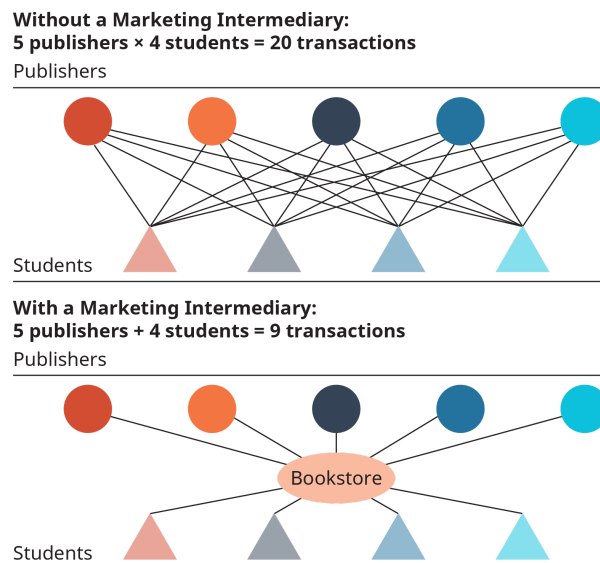 Without a Marketing Intermediary:
5 publishers × 4 students = 20 transactions
Publishers
Students
With a Marketing Intermediary:
5 publishers + 4 students = 9 transactions
Publishers
Bookstore
Students